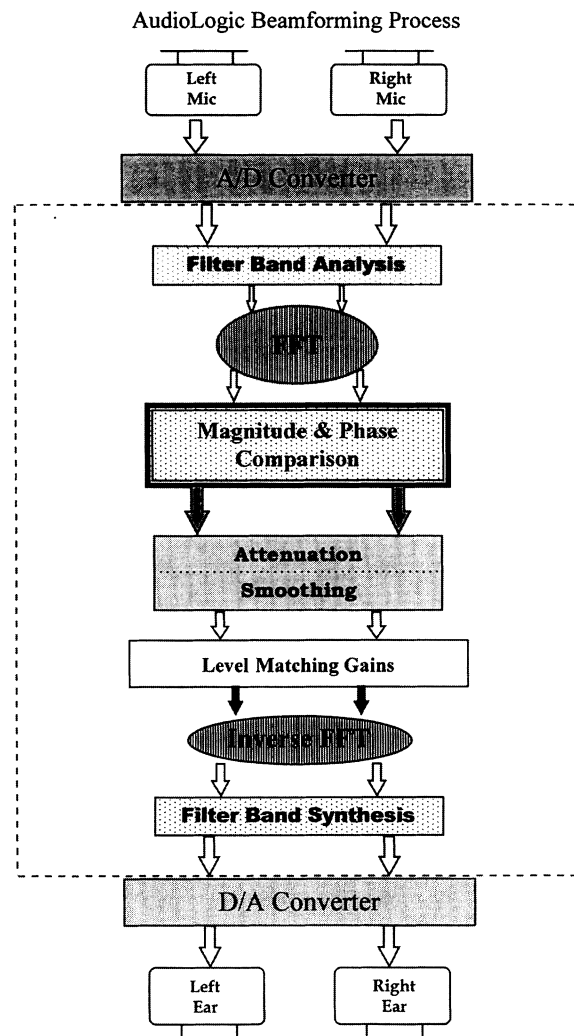 AudioLogic Beamforming Process
Left
Mic
Right
Mic
A/D Converter
Filter Band Analysis
FFT
Magnitude & Phase
Comparison
Attenuation
Smoothing
Level Matching Gains
Inverse FFT
Filter Band Synthesis
D/A Converter
Left
Ear
Right
Ear